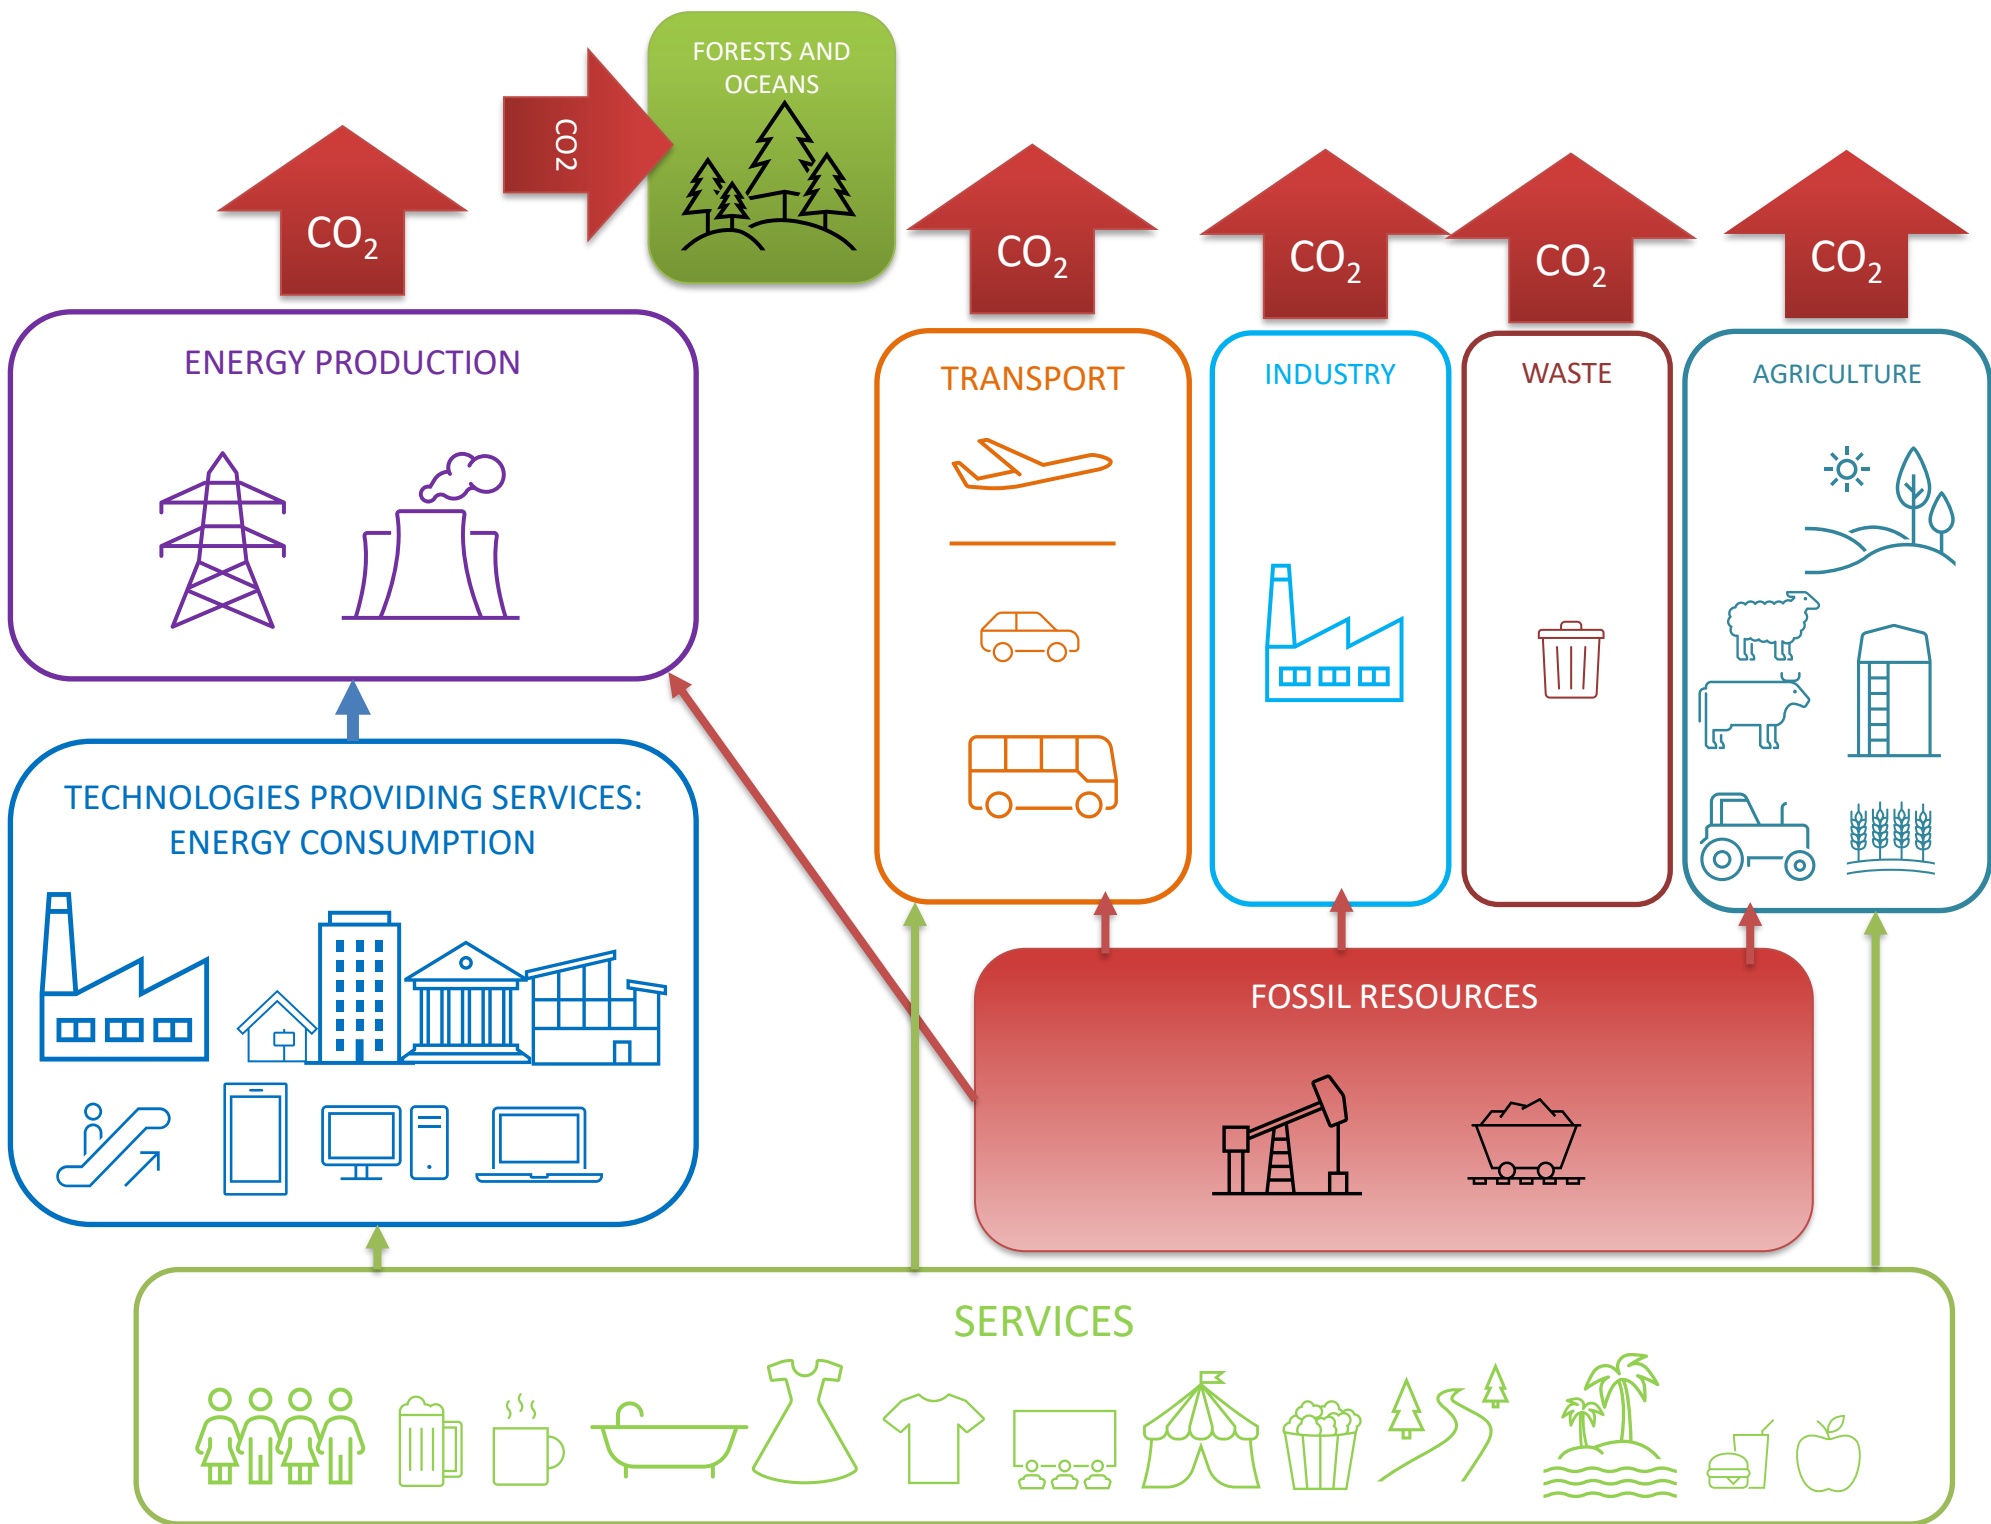 FORESTS AND
OCEANS
CO2
CO₂
CO₂
CO₂
CO₂
CO₂
ENERGY PRODUCTION
TRANSPORT
INDUSTRY
WASTE
AGRICULTURE
TECHNOLOGIES PROVIDING SERVICES:
ENERGY CONSUMPTION
FOSSIL RESOURCES
SERVICES